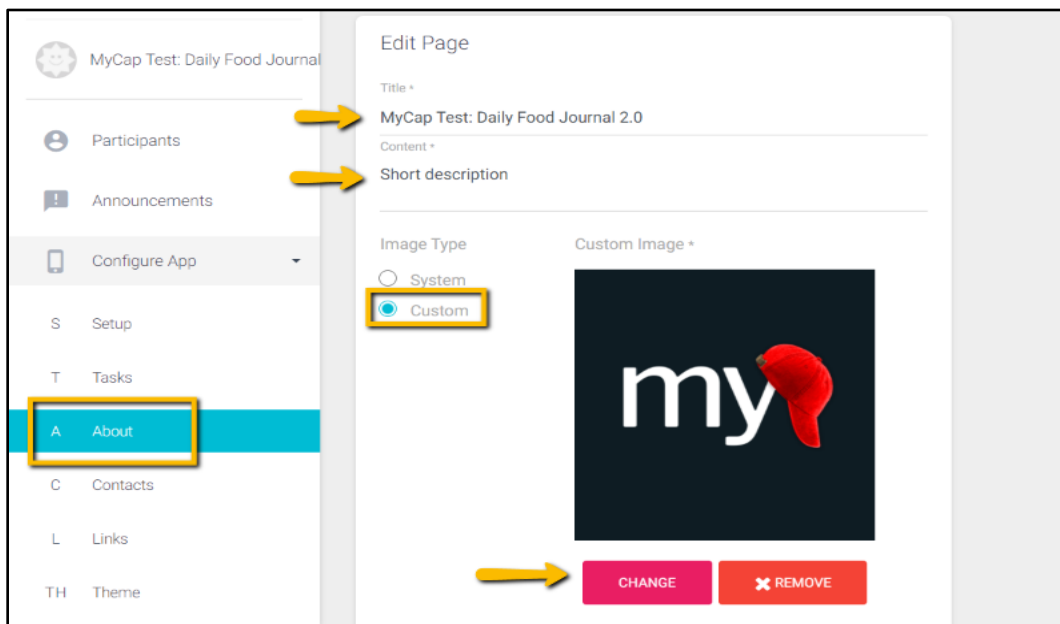 MyCap Test: Daily Food Journal
Participants
Announcements
Configure App
S Setup
T Tasks
A About
C Contacts
L Links
TH Theme
Edit Page
Title *
MyCap Test: Daily Food Journal 2.0
Content *
Short description
Image Type
System
Custom
Custom Image *
my
CHANGE
REMOVE